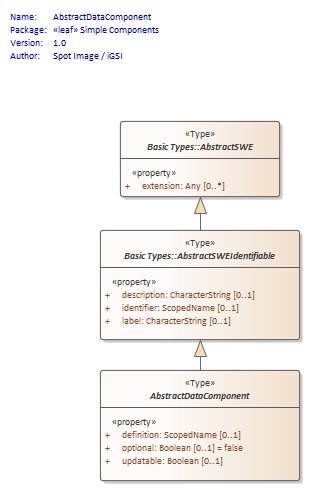 Name: AbstractDataComponent
Package: «leaf» Simple Components
Version: 1.0
Author: Spot Image / iGSI
«Type»
Basic Types::AbstractSWE
«property»
+ extension: Any [0..*]
«Type»
Basic Types::AbstractSWEIdentifiable
«property»
+ description: CharacterString [0..1]
+ identifier: ScopedName [0..1]
+ label: CharacterString [0..1]
«Type»
AbstractDataComponent
«property»
+ definition: ScopedName [0..1]
+ optional: Boolean [0..1] = false
+ updatable: Boolean [0..1]